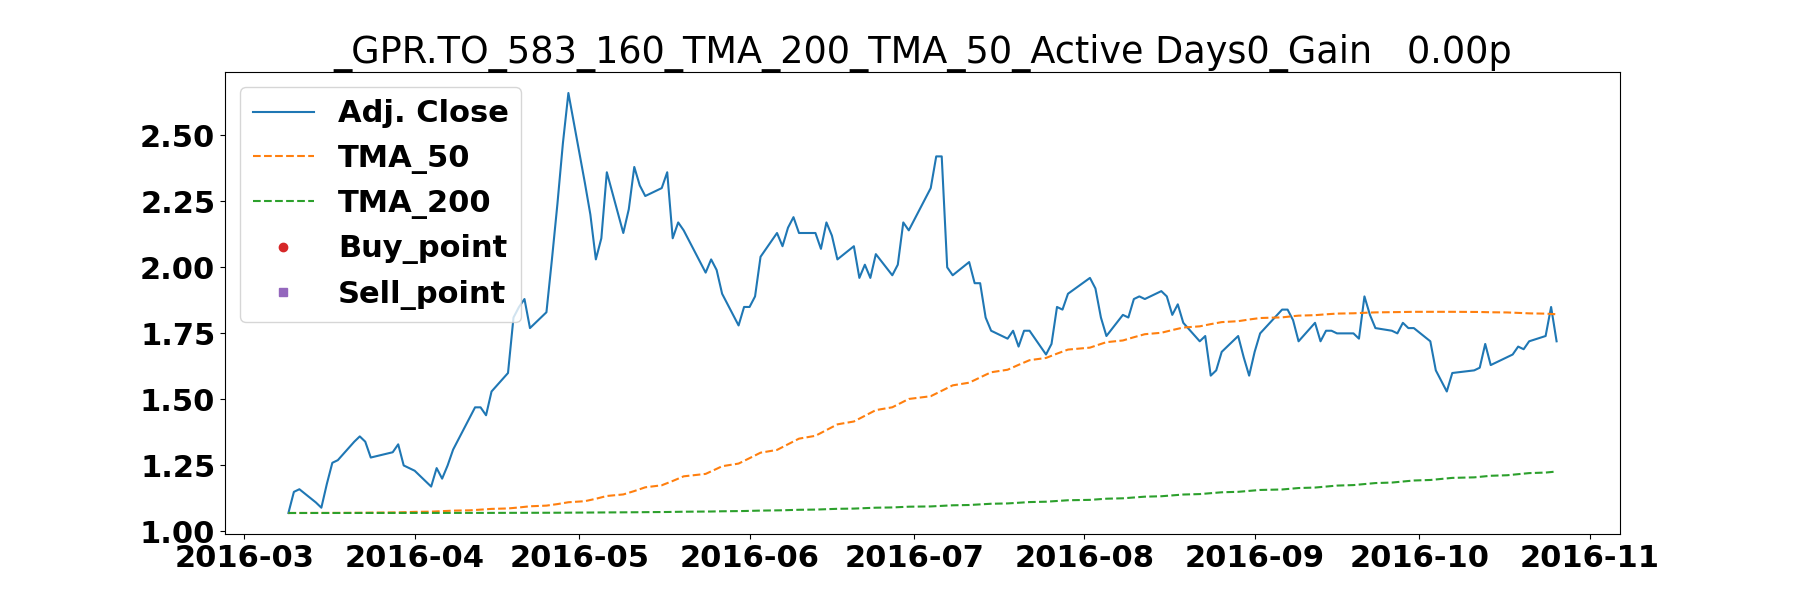 _GPR.TO_583_160_TMA_200_TMA_50_Active Days0_Gain   0.00p
Adj. Close
TMA_50
TMA_200
Buy_point
Sell_point
2.50
2.25
2.00
1.75
1.50
1.25
1.00
2016-03 2016-04 2016-05 2016-06 2016-07 2016-08 2016-09 2016-10 2016-11